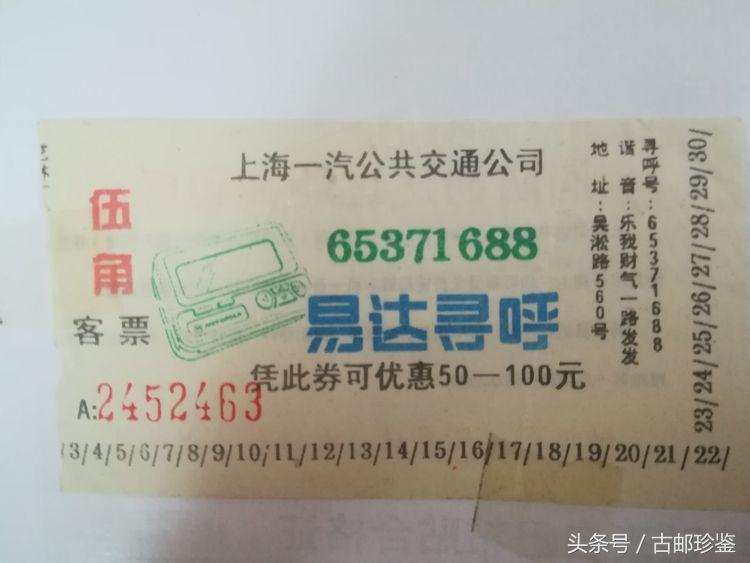 上海一汽公共交通公司
伍角
客票
65371688
易达寻呼
凭此券可优惠50—100元
A:2452463
寻呼号:65371688
谐音:乐我财气一路发发
地址:吴淞路560号
/3/4/5/6/7/8/9/10/11/12/13/14/15/16/17/18/19/20/21/22/
23/24/25/26/27/28/29/30/
头条号/古邮珍鉴